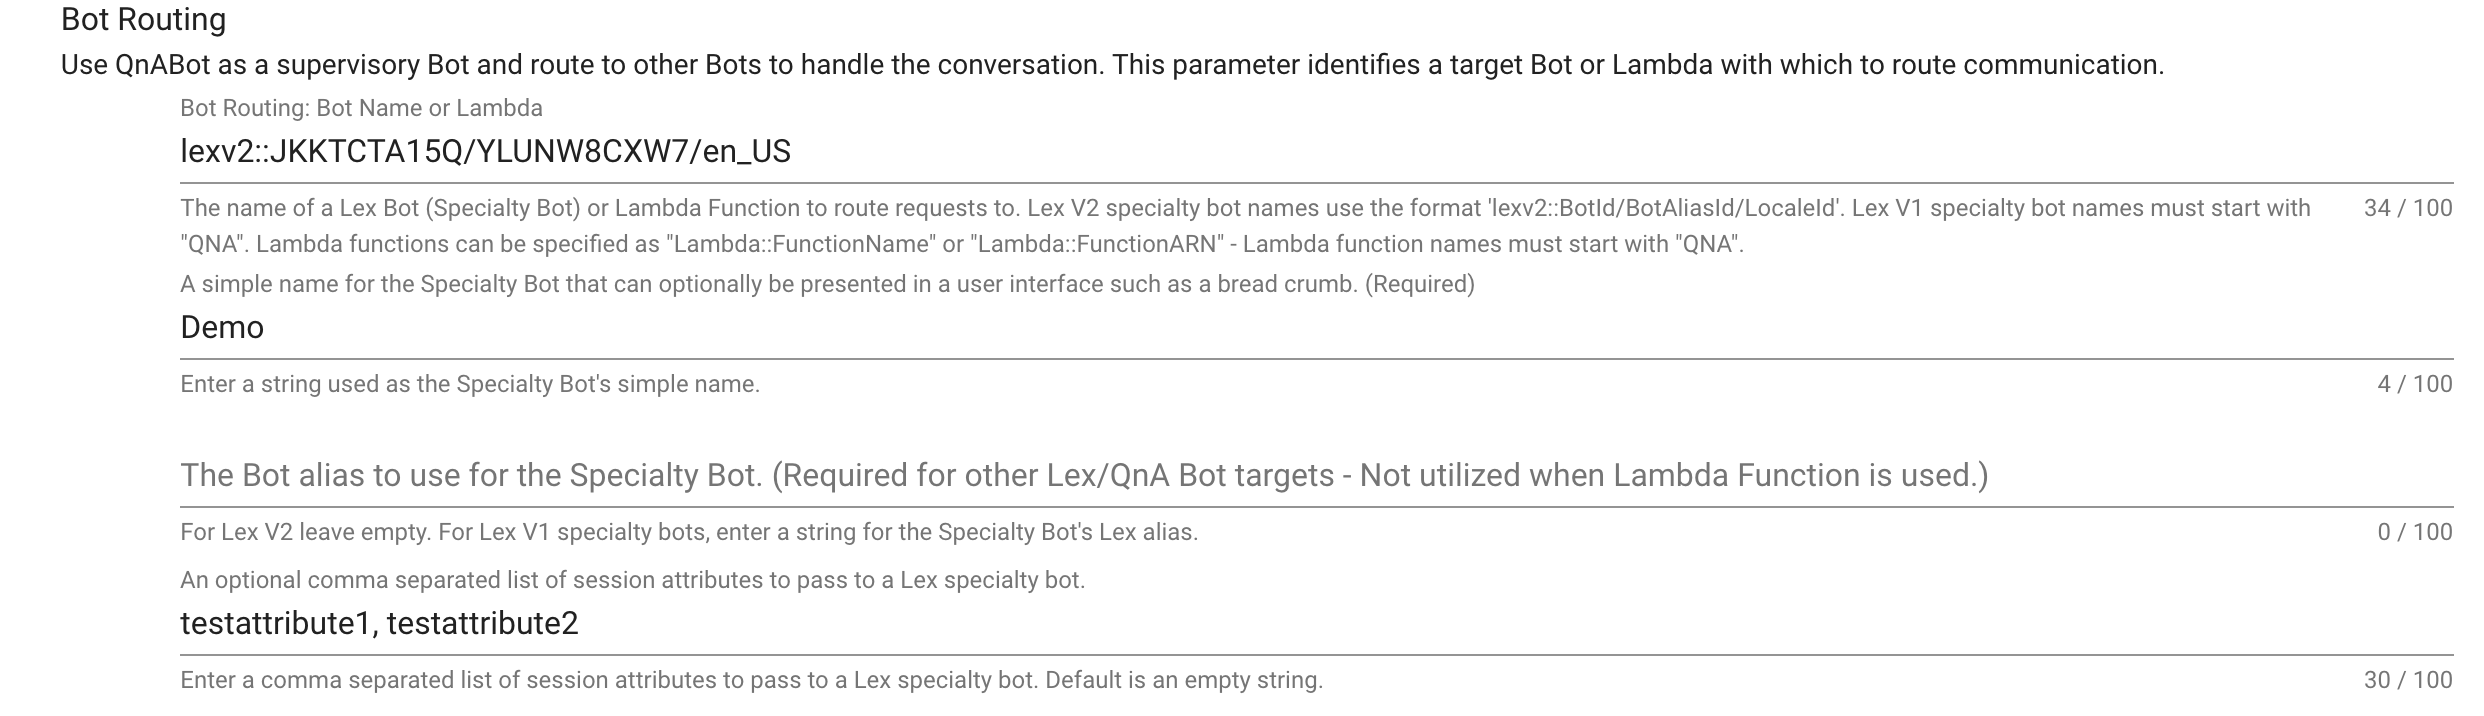 Bot Routing
Use QnABot as a supervisory Bot and route to other Bots to handle the conversation. This parameter identifies a target Bot or Lambda with which to route communication.
Bot Routing: Bot Name or Lambda
lexv2::JKKTCTA15Q/YLUNW8CXW7/en_US
The name of a Lex Bot (Specialty Bot) or Lambda Function to route requests to. Lex V2 specialty bot names use the format 'lexv2::BotId/BotAliasId/LocaleId'. Lex V1 specialty bot names must start with 34 / 100
"QNA". Lambda functions can be specified as "Lambda::FunctionName" or "Lambda::FunctionARN" - Lambda function names must start with "QNA".
A simple name for the Specialty Bot that can optionally be presented in a user interface such as a bread crumb. (Required)
Demo
Enter a string used as the Specialty Bot's simple name. 4 / 100
The Bot alias to use for the Specialty Bot. (Required for other Lex/QnA Bot targets - Not utilized when Lambda Function is used.)
For Lex V2 leave empty. For Lex V1 specialty bots, enter a string for the Specialty Bot's Lex alias. 0 / 100
An optional comma separated list of session attributes to pass to a Lex specialty bot.
testattribute1, testattribute2
Enter a comma separated list of session attributes to pass to a Lex specialty bot. Default is an empty string. 30 / 100